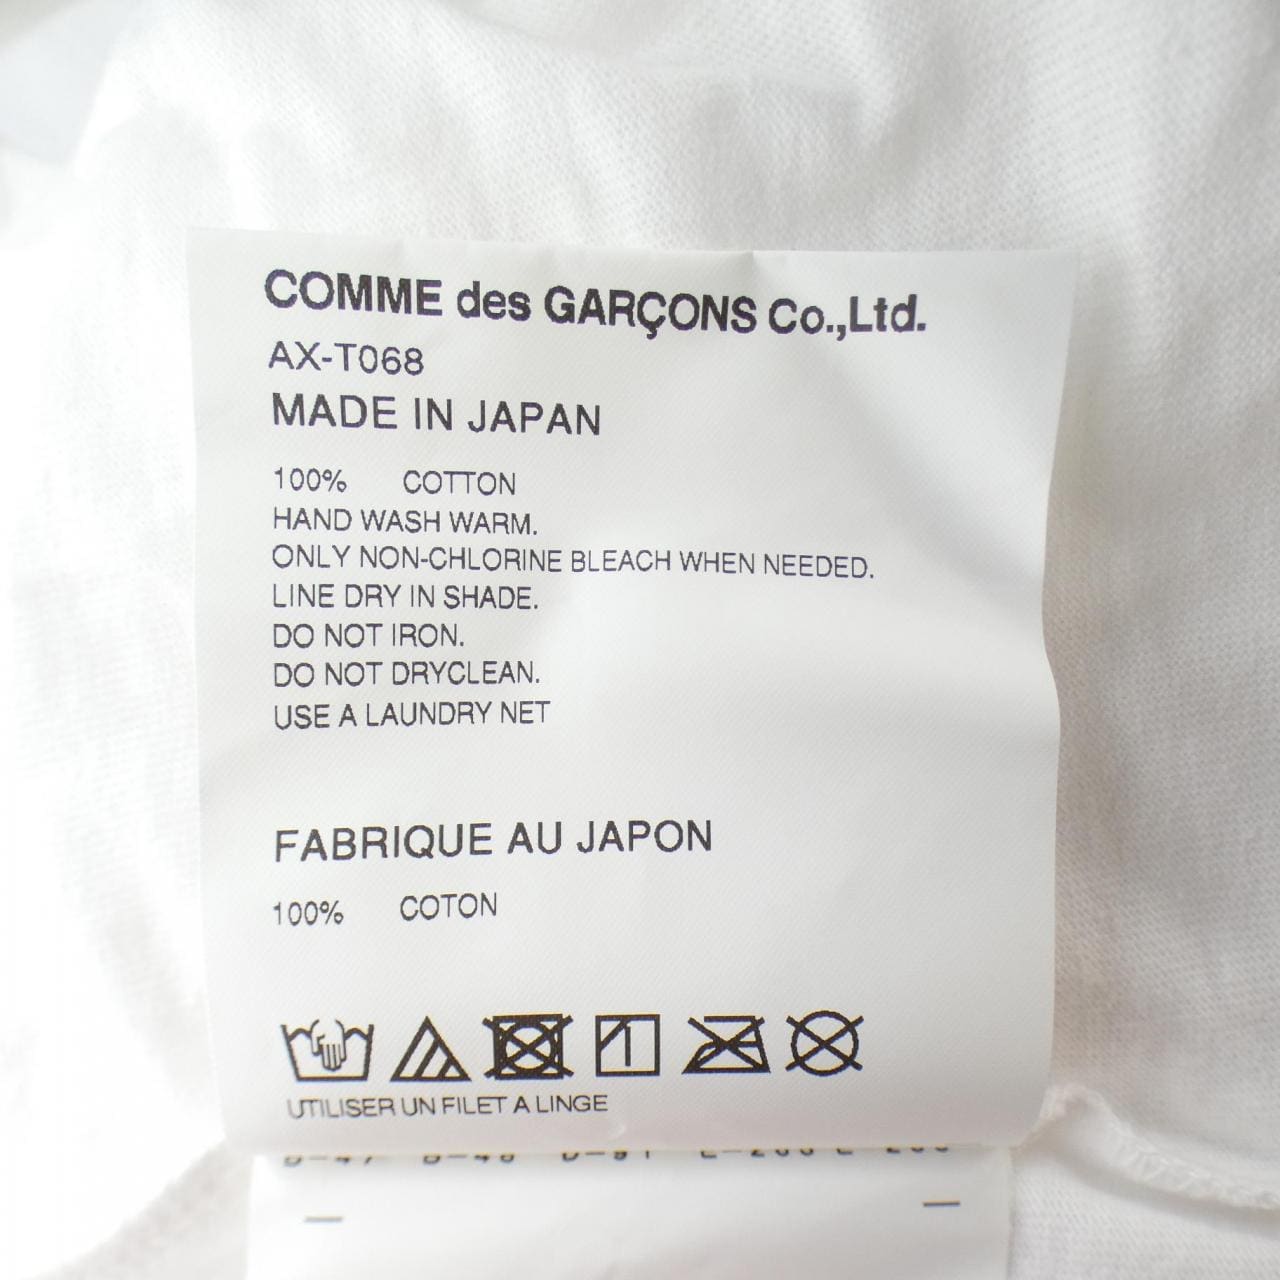 COMME des GARÇONS Co.,Ltd.
AX-T068
MADE IN JAPAN
100% COTTON
HAND WASH WARM.
ONLY NON-CHLORINE BLEACH WHEN NEEDED.
LINE DRY IN SHADE.
DO NOT IRON.
DO NOT DRYCLEAN.
USE A LAUNDRY NET
FABRIQUE AU JAPON
100% COTON
UTILISER UN FILET A LINGE